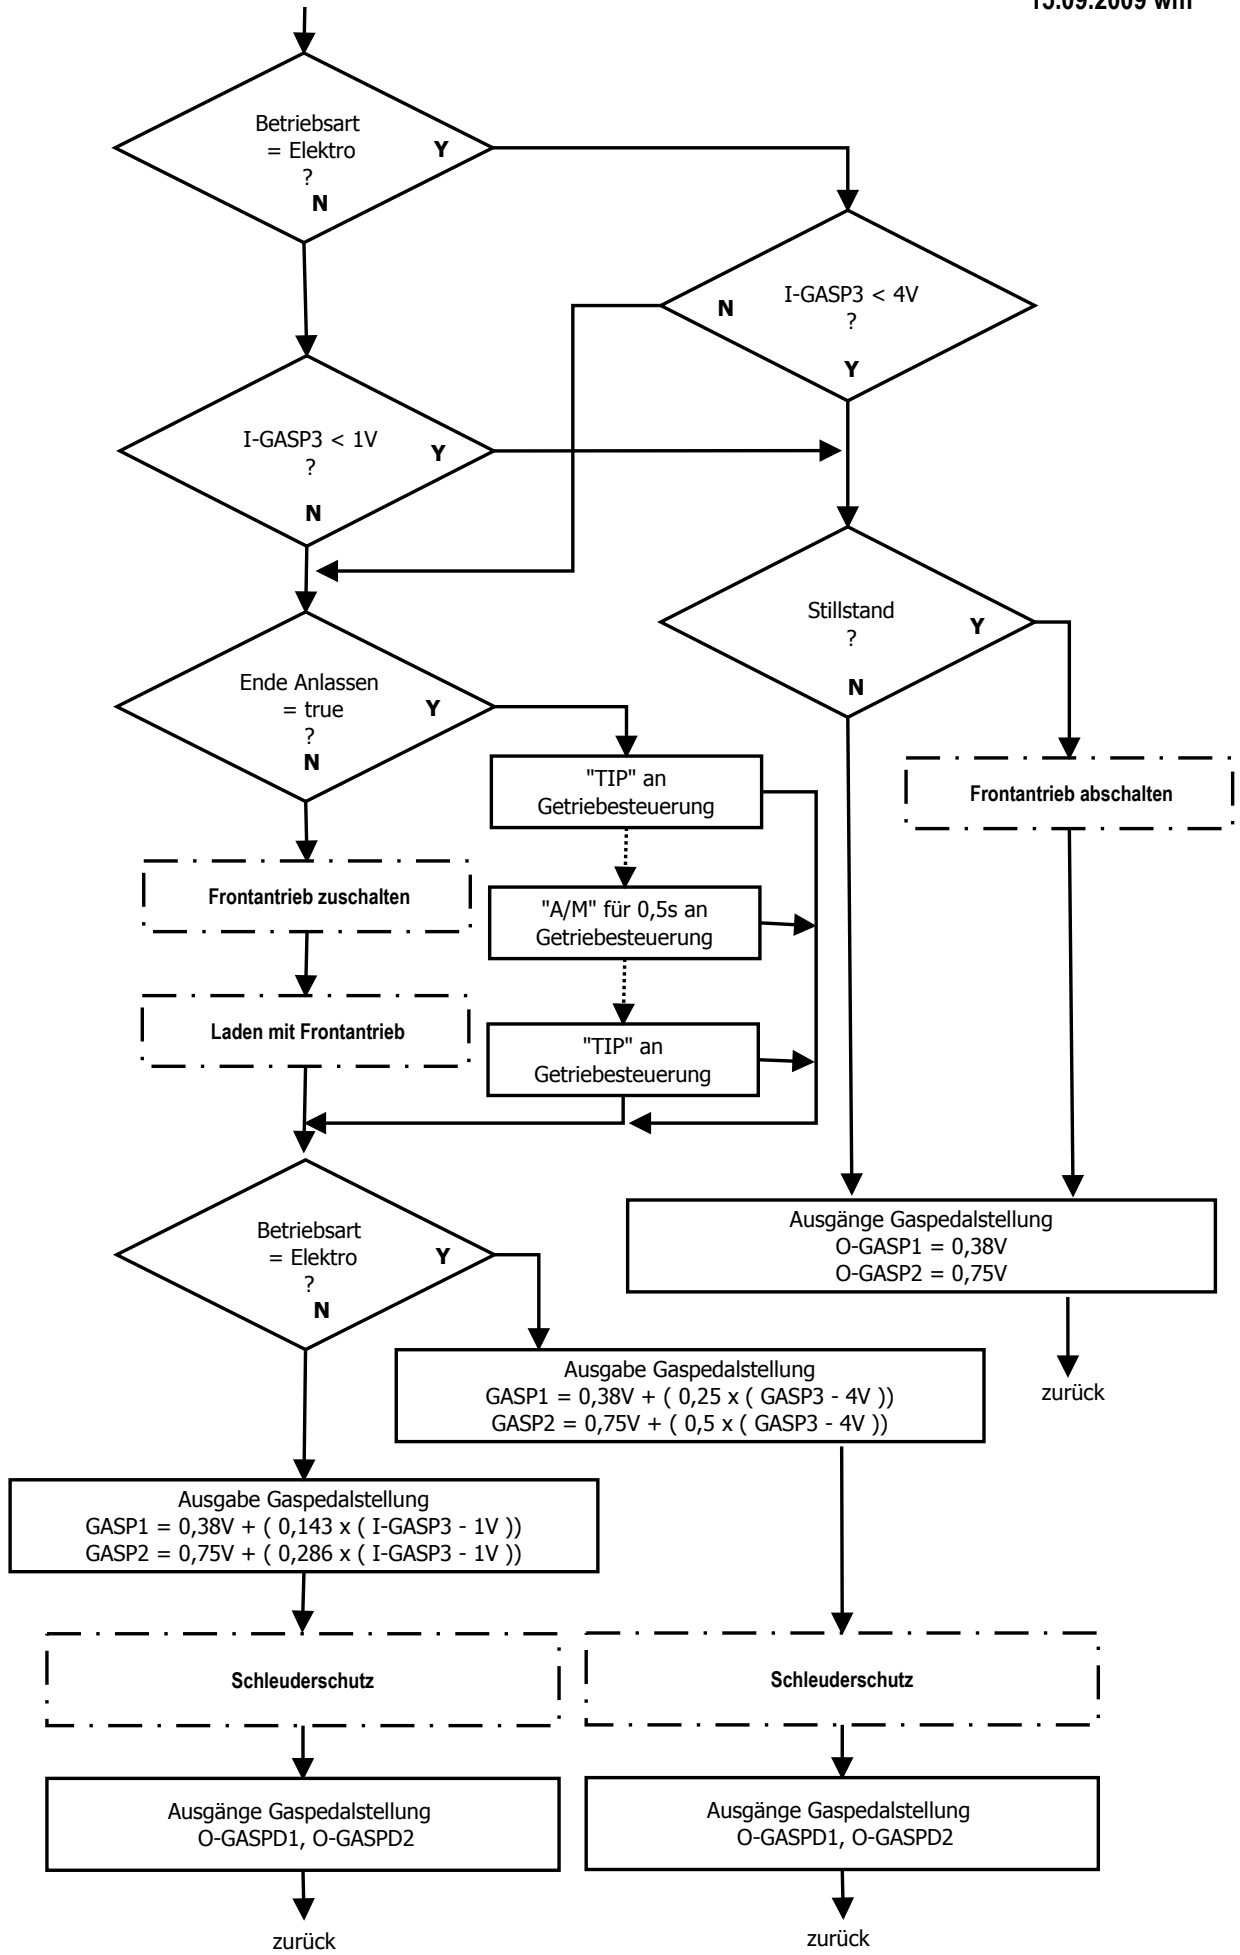 15.09.2009 wm
Betriebsart
= Elektro
?
Y
N
I-GASP3 < 4V
?
N
Y
I-GASP3 < 1V
?
Y
N
Stillstand
?
Y
N
Ende Anlassen
= true
?
Y
N
"TIP" an
Getriebesteuerung
Frontantrieb abschalten
Frontantrieb zuschalten
"A/M" für 0,5s an
Getriebesteuerung
Laden mit Frontantrieb
"TIP" an
Getriebesteuerung
Betriebsart
= Elektro
?
Y
N
Ausgänge Gaspedalstellung
O-GASP1 = 0,38V
O-GASP2 = 0,75V
zurück
Ausgabe Gaspedalstellung
GASP1 = 0,38V + ( 0,25 x ( GASP3 - 4V ))
GASP2 = 0,75V + ( 0,5 x ( GASP3 - 4V ))
Ausgabe Gaspedalstellung
GASP1 = 0,38V + ( 0,143 x ( I-GASP3 - 1V ))
GASP2 = 0,75V + ( 0,286 x ( I-GASP3 - 1V ))
Schleuderschutz
Schleuderschutz
Ausgänge Gaspedalstellung
O-GASPD1, O-GASPD2
Ausgänge Gaspedalstellung
O-GASPD1, O-GASPD2
zurück
zurück